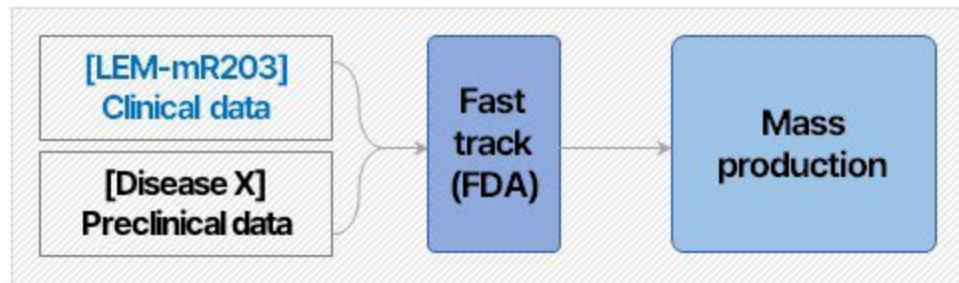 [LEM-mR203]
Clinical data
[Disease X]
Preclinical data
Fast
track
(FDA)
Mass
production